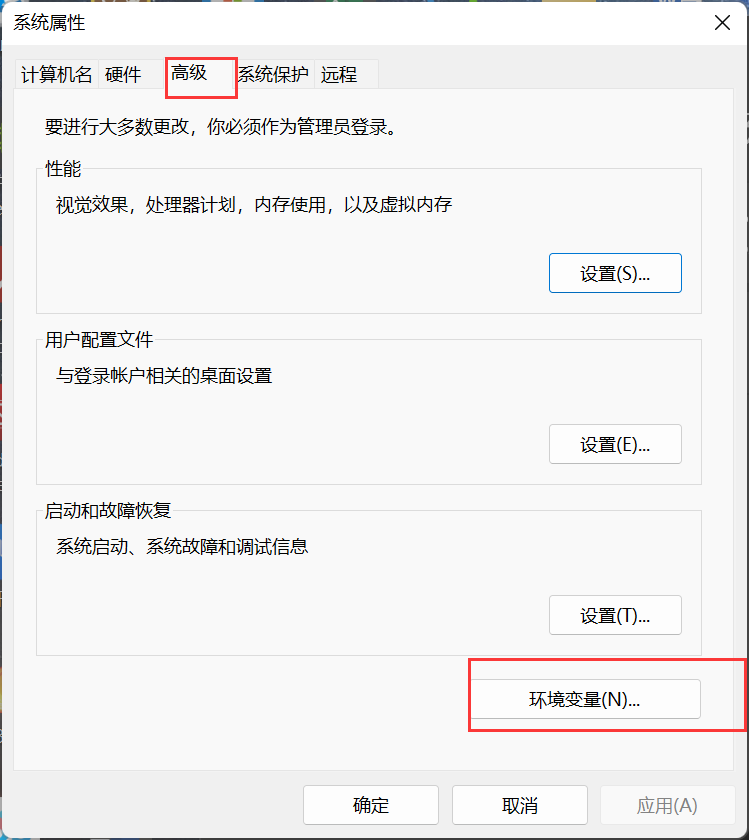 系统属性
计算机名 硬件 高级 系统保护 远程
要进行大多数更改，你必须作为管理员登录。
性能
视觉效果，处理器计划，内存使用，以及虚拟内存
设置(S)...
用户配置文件
与登录帐户相关的桌面设置
设置(E)...
启动和故障恢复
系统启动、系统故障和调试信息
设置(T)...
环境变量(N)...
确定 取消 应用(A)